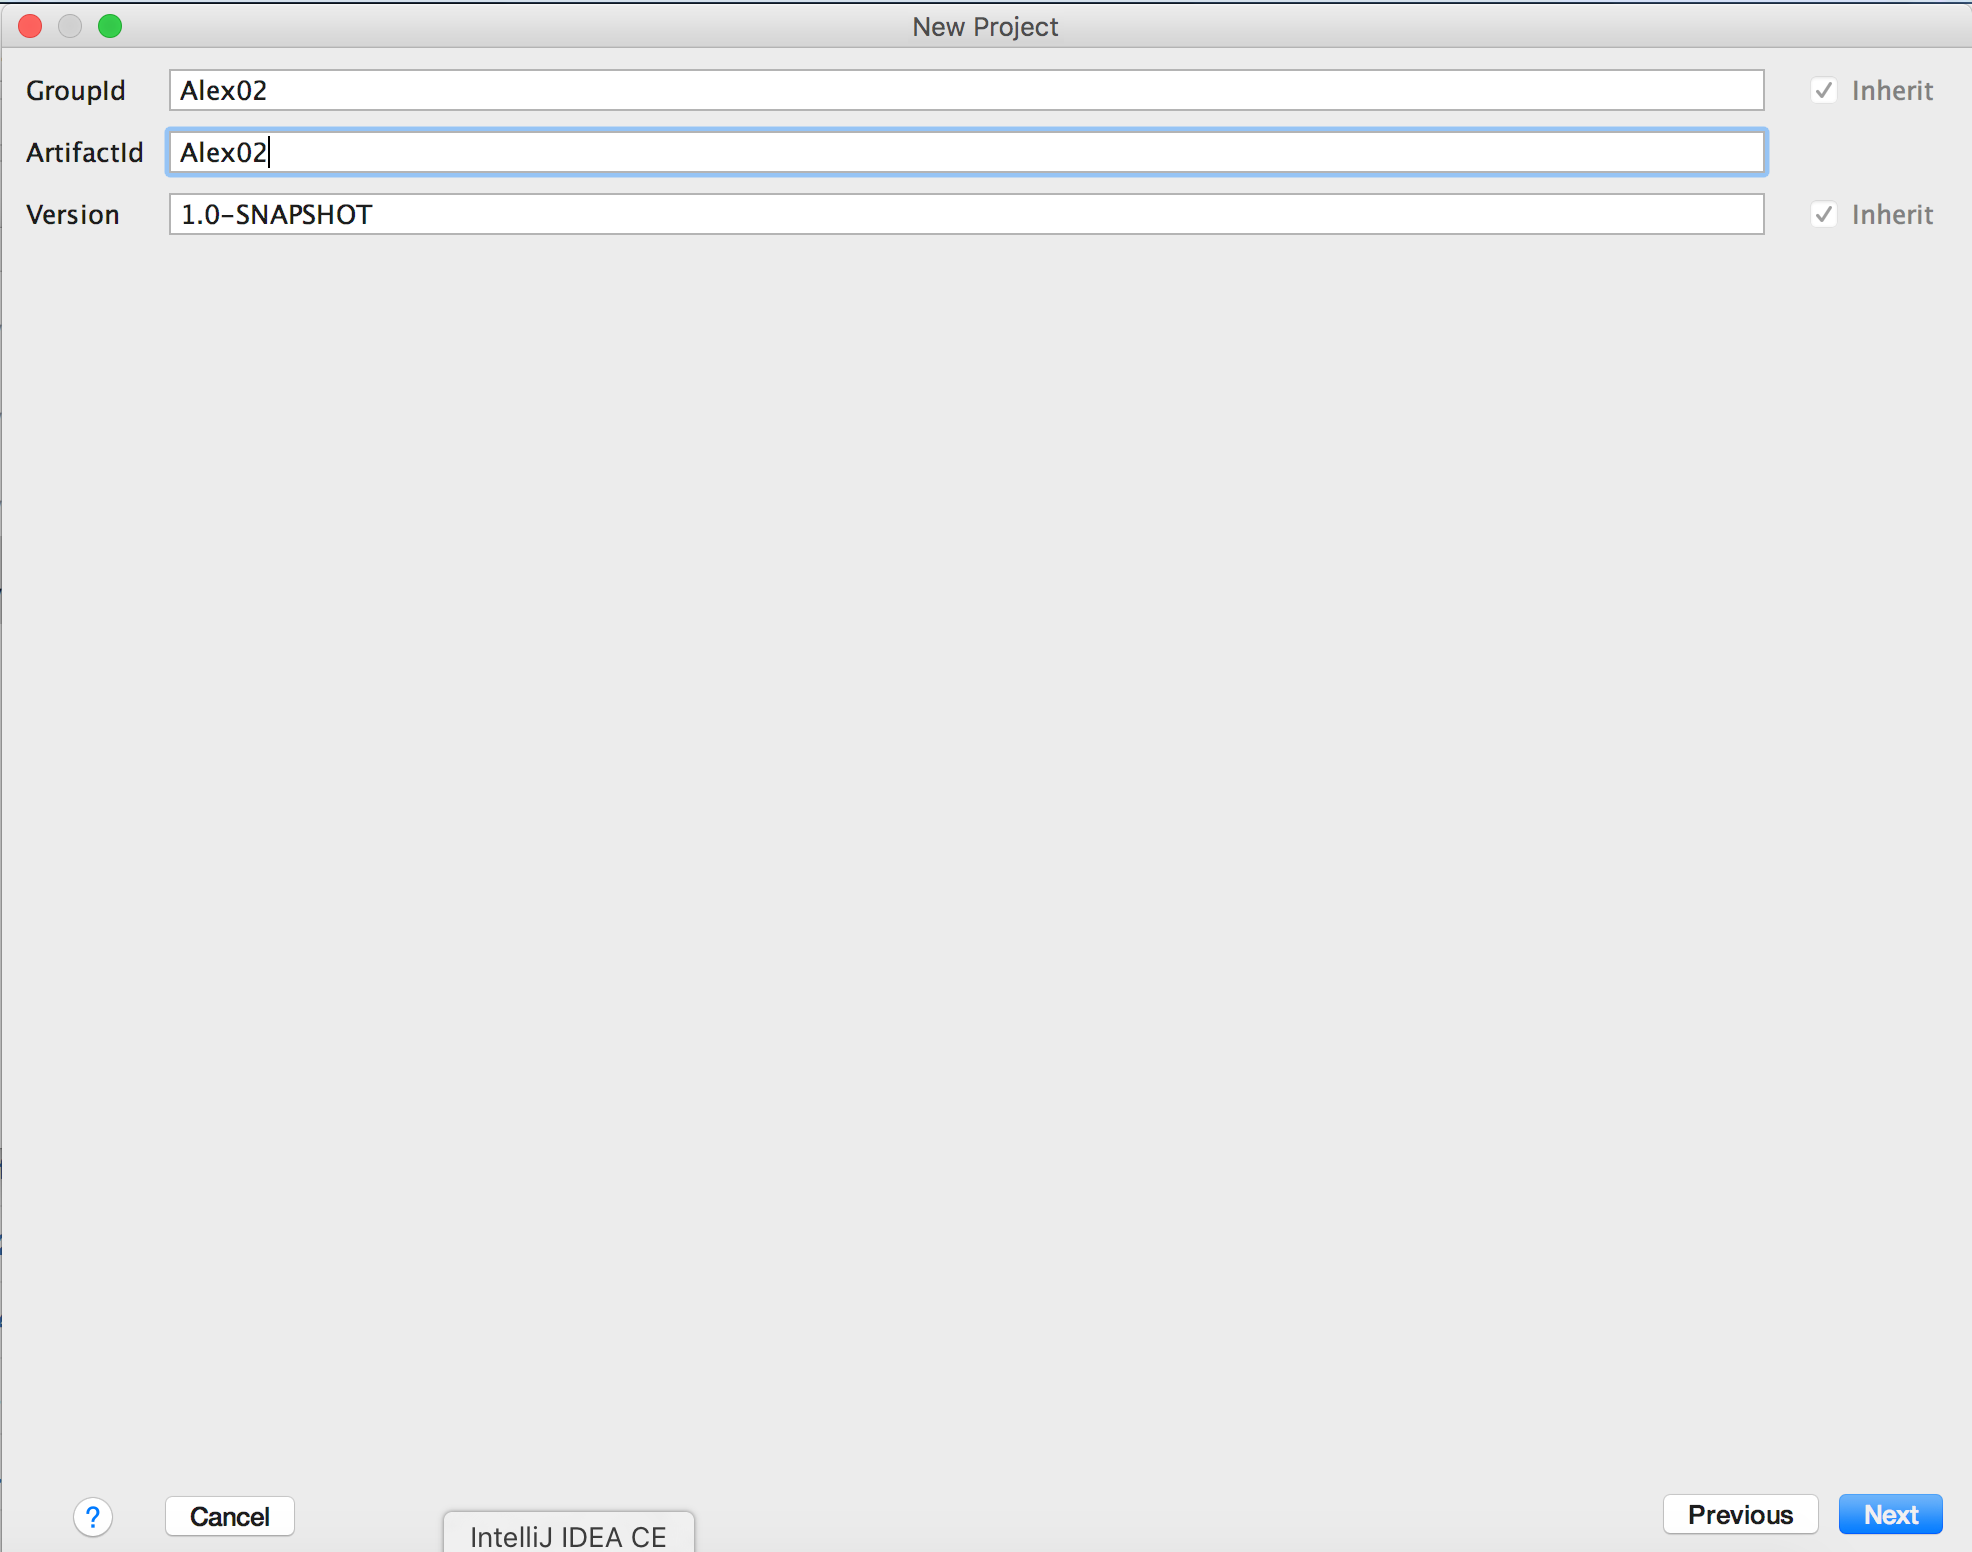 New Project
GroupId Alex02 Inherit
ArtifactId Alex02
Version 1.0-SNAPSHOT Inherit
? Cancel Previous Next
IntelliJ IDEA CE